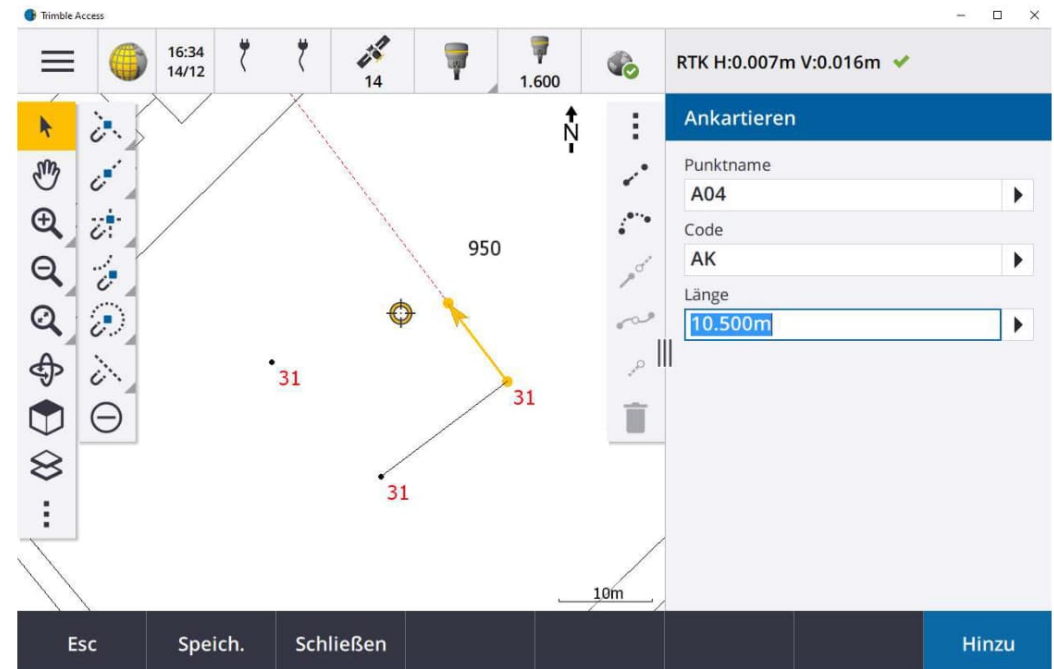 Trimble Access
16:34
14/12
14
1.600
RTK H:0.007m V:0.016m
N
Ankartieren
Punktname
A04
Code
AK
Länge
10.500m
950
31
31
31
10m
Esc
Speich.
Schließen
Hinzu